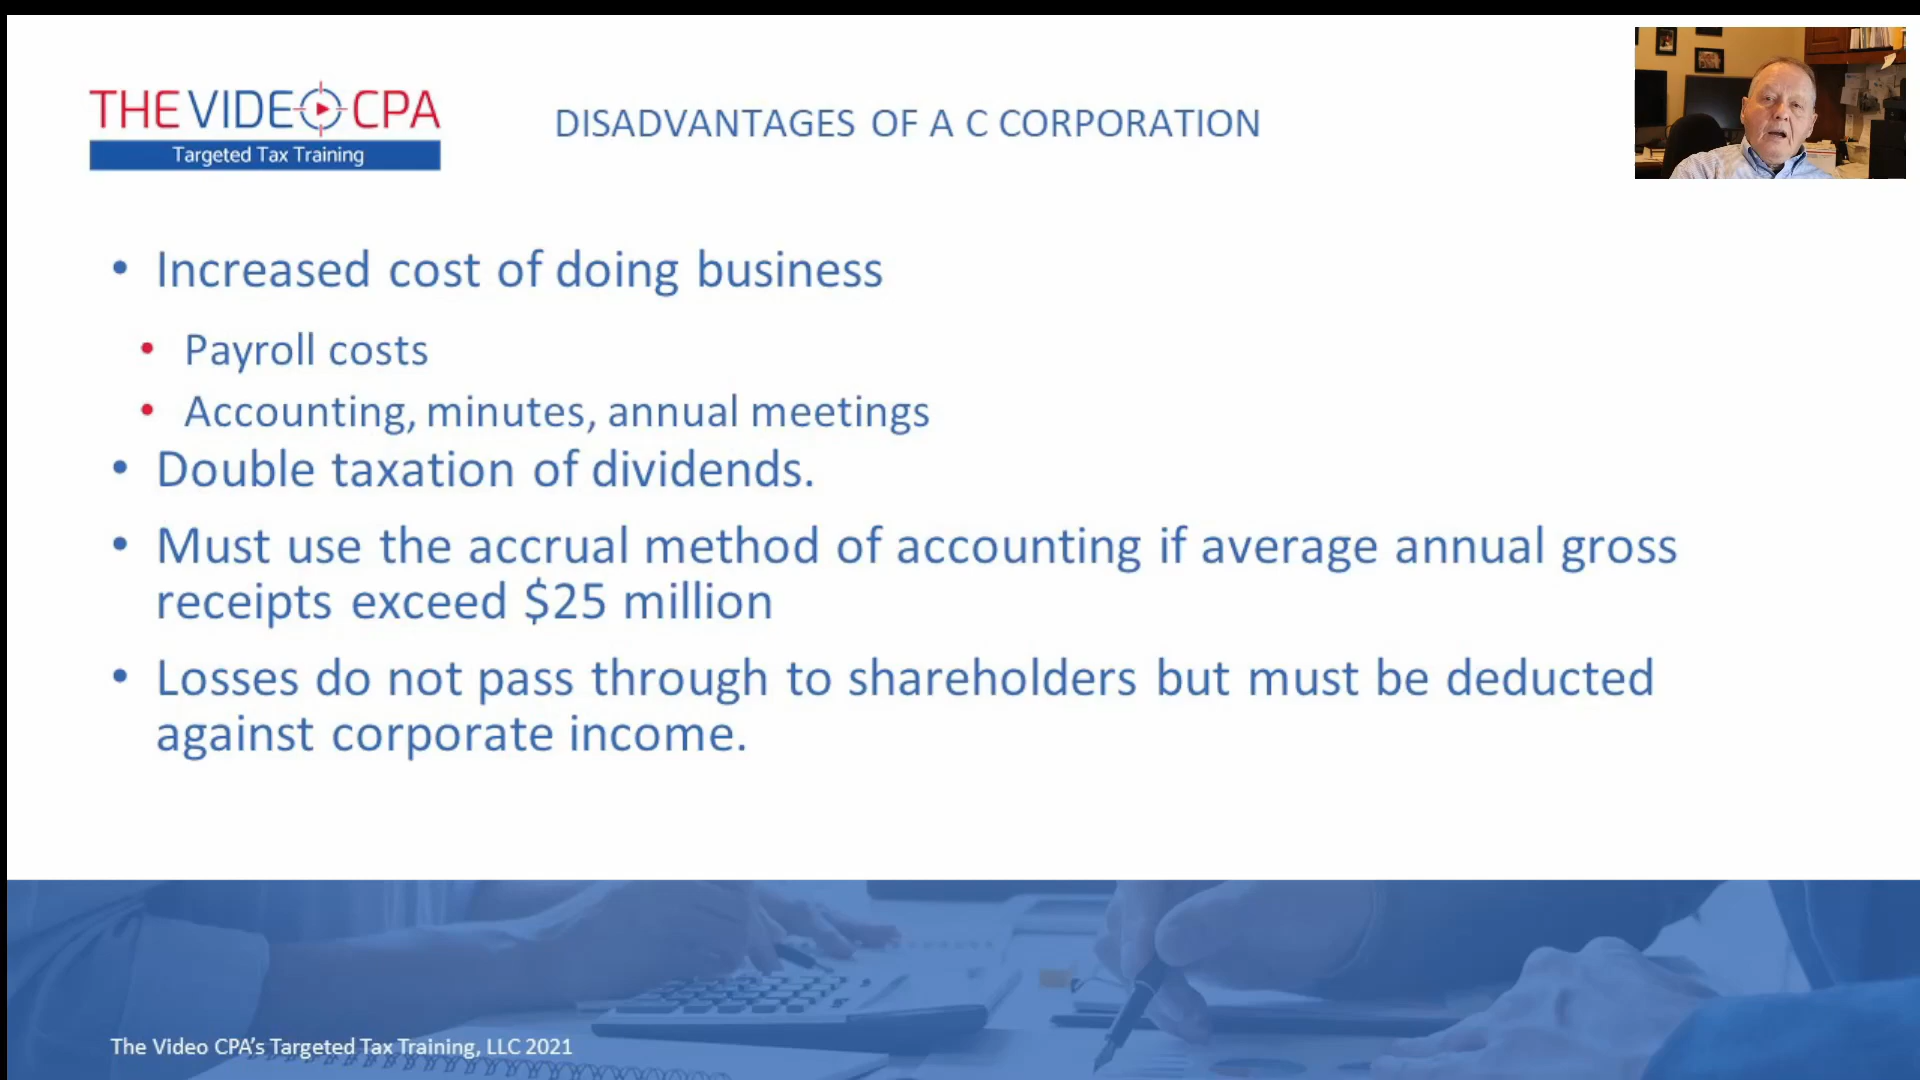 THE VIDEO CPA
Targeted Tax Training
DISADVANTAGES OF A C CORPORATION
• Increased cost of doing business
• Payroll costs
• Accounting, minutes, annual meetings
• Double taxation of dividends.
• Must use the accrual method of accounting if average annual gross
receipts exceed $25 million
• Losses do not pass through to shareholders but must be deducted
against corporate income.
The Video CPA's Targeted Tax Training, LLC 2021